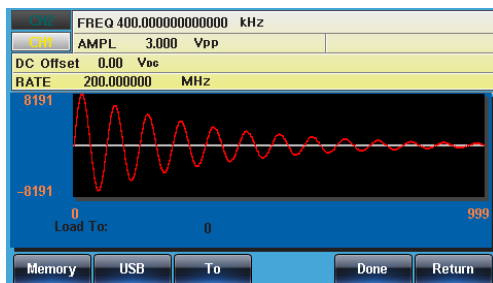 CH2 FREQ 400.000000000000 kHz
CH1 AMPL 3.000 Vpp
DC Offset 0.00 VDC
RATE 200.000000 MHz
8191
-8191
0 999
Load To: 0
Memory USB To Done Return